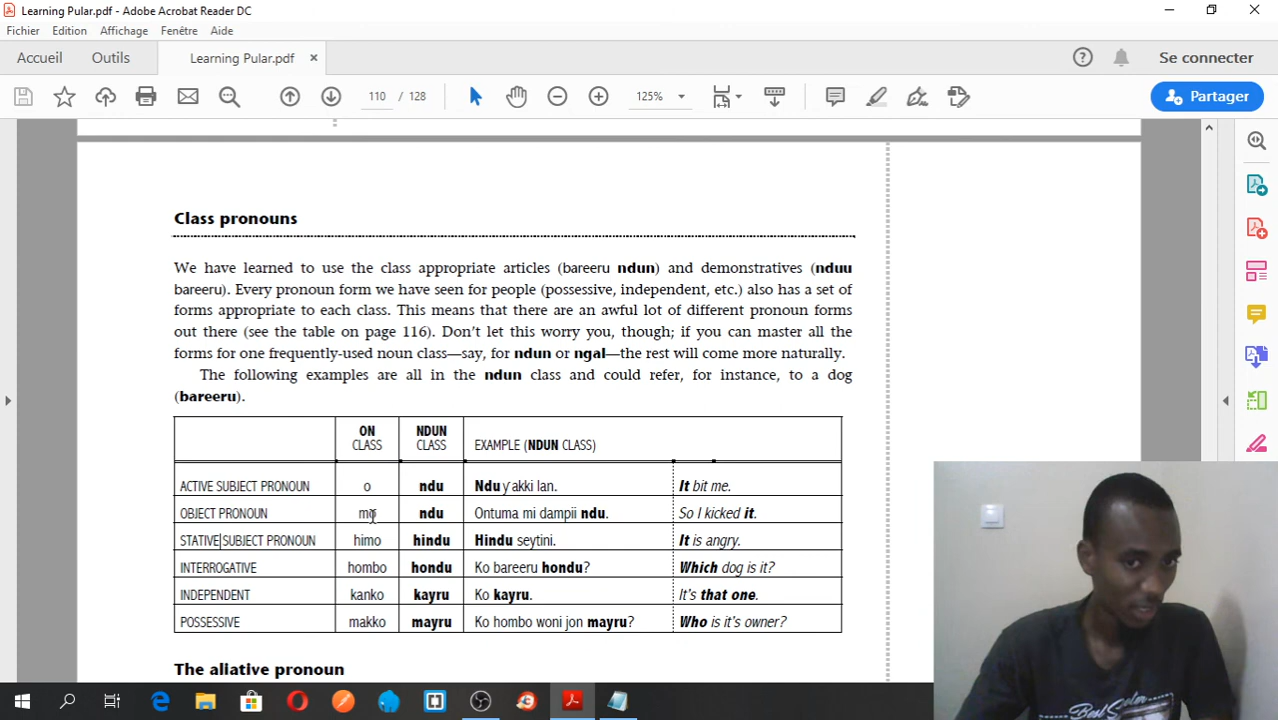 Learning Pular.pdf - Adobe Acrobat Reader DC
Fichier Edition Affichage Fenêtre Aide
Accueil Outils Learning Pular.pdf × Se connecter
110 / 128 125% Partager
Class pronouns
We have learned to use the class appropriate articles (bareeru ndun) and demonstratives (nduu
bareeru). Every pronoun form we have seen for people (posessive, independent, etc.) also has a set of
forms appropriate to each class. This means that there are an awful lot of different pronoun forms
out there (see the table on page 116). Don't let this worry you, though; if you can master all the
forms for one frequently-used noun class—say, for ndun or ngal—the rest will come more naturally.
The following examples are all in the ndun class and could refer, for instance, to a dog
(bareeru).
ON CLASS NDUN CLASS EXAMPLE (NDUN CLASS)
ACTIVE SUBJECT PRONOUN o ndu Ndu y'akki lan. It bit me.
OBJECT PRONOUN mo ndu Ontuma mi dampii ndu. So I kicked it.
STATIVE SUBJECT PRONOUN himo hindu Hindu seytini. It is angry.
INTERROGATIVE hombo hondu Ko bareeru hondu? Which dog is it?
INDEPENDENT kanko kayru Ko kayru. It's that one.
POSSESSIVE makko mayru Ko hombo woni jon mayru? Who is it's owner?
The aliative pronoun